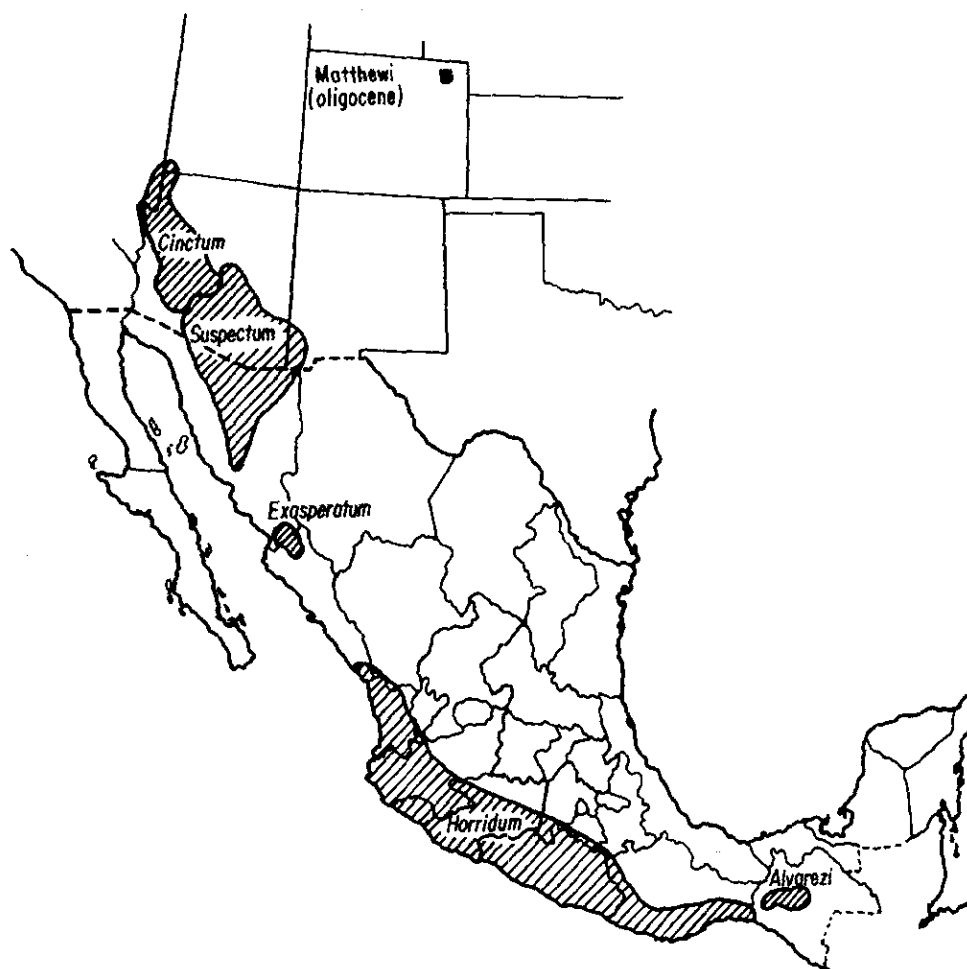 Matthewi
(oligocene)
Cinctum
Suspectum
Exasperatum
Horridum
Alvarezi